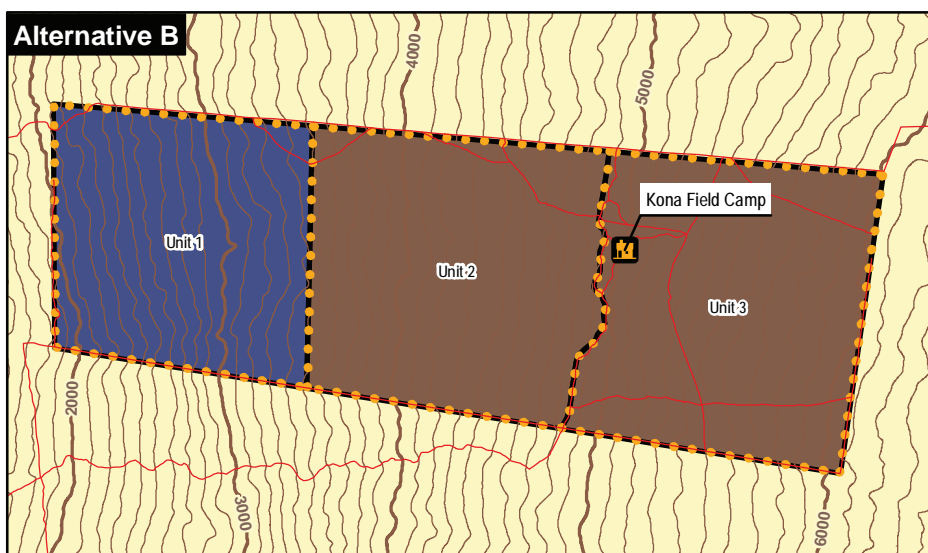 Alternative B
4000
5000
Kona Field Camp
Unit 1
Unit 2
Unit 3
2000
3000
6000